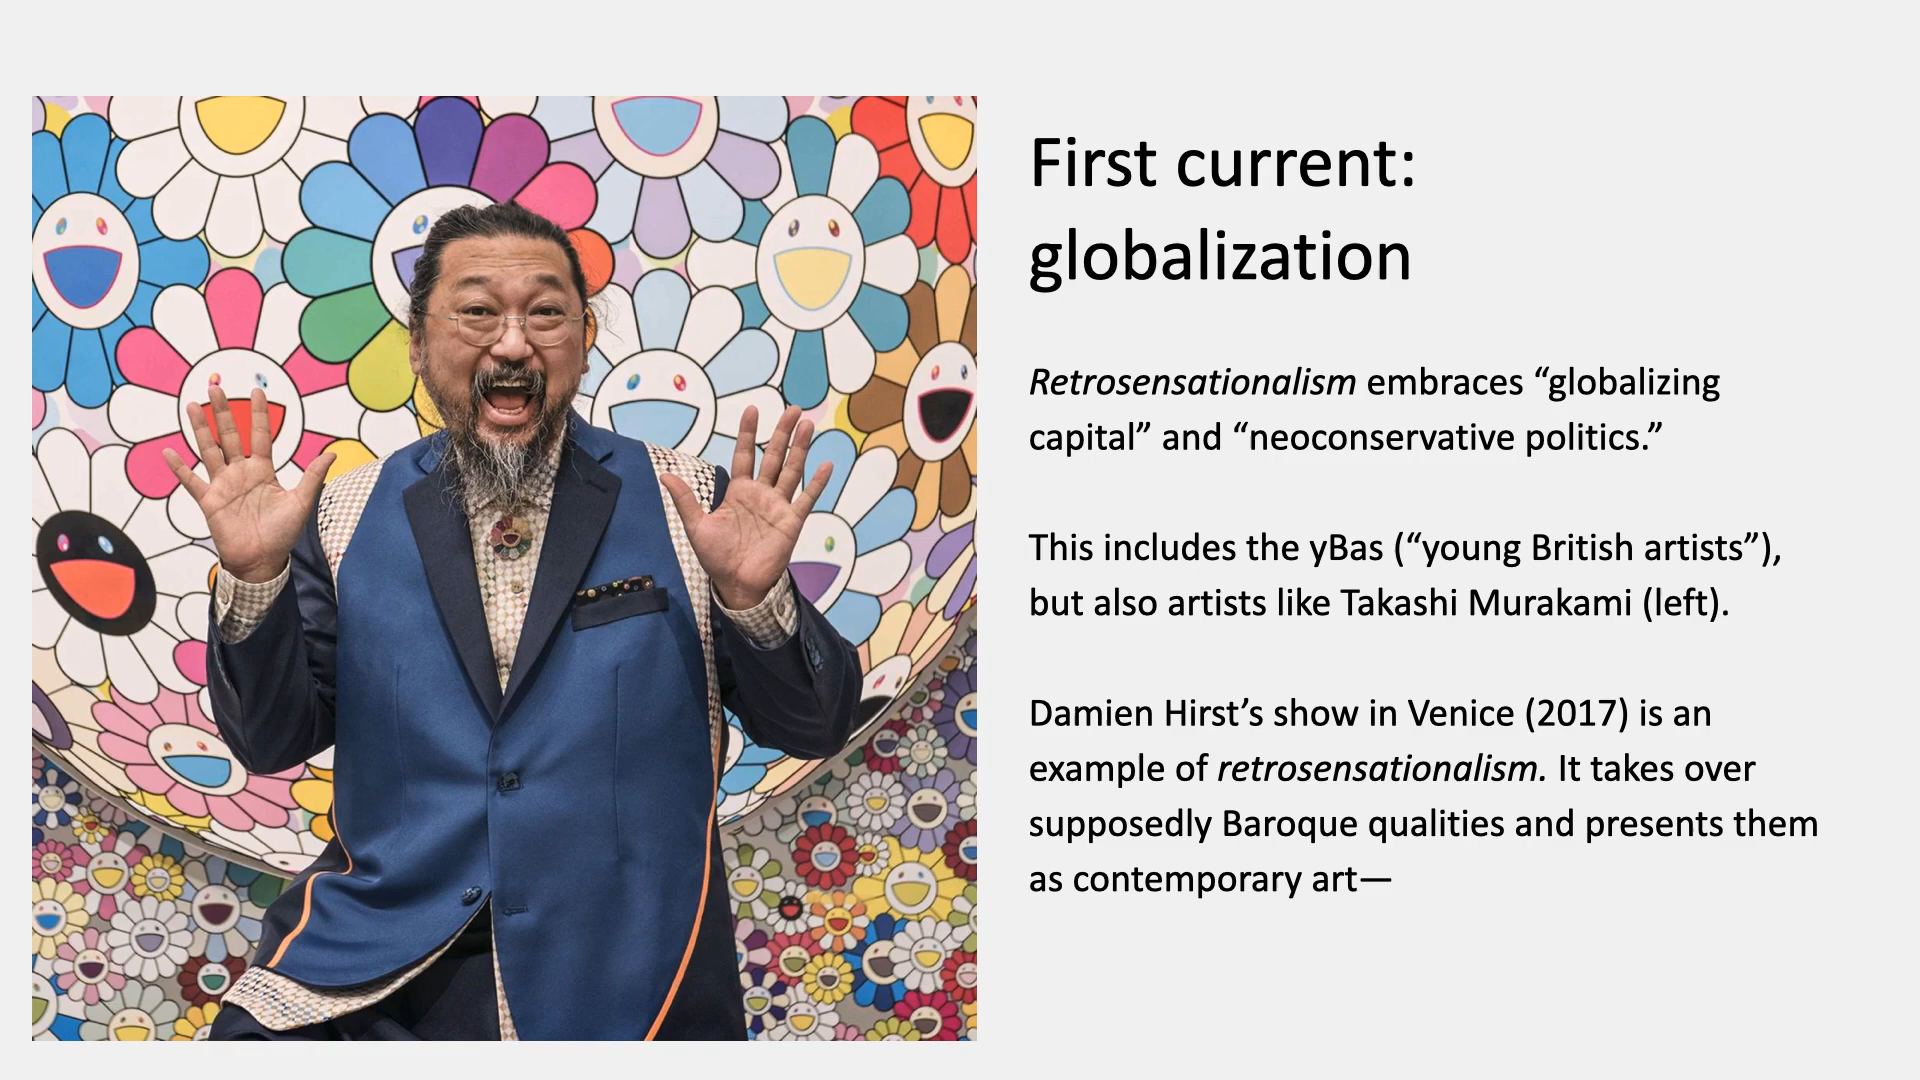 First current:
globalization
Retrosensationalism embraces “globalizing
capital” and “neoconservative politics.”
This includes the yBas (“young British artists”),
but also artists like Takashi Murakami (left).
Damien Hirst’s show in Venice (2017) is an
example of retrosensationalism. It takes over
supposedly Baroque qualities and presents them
as contemporary art—